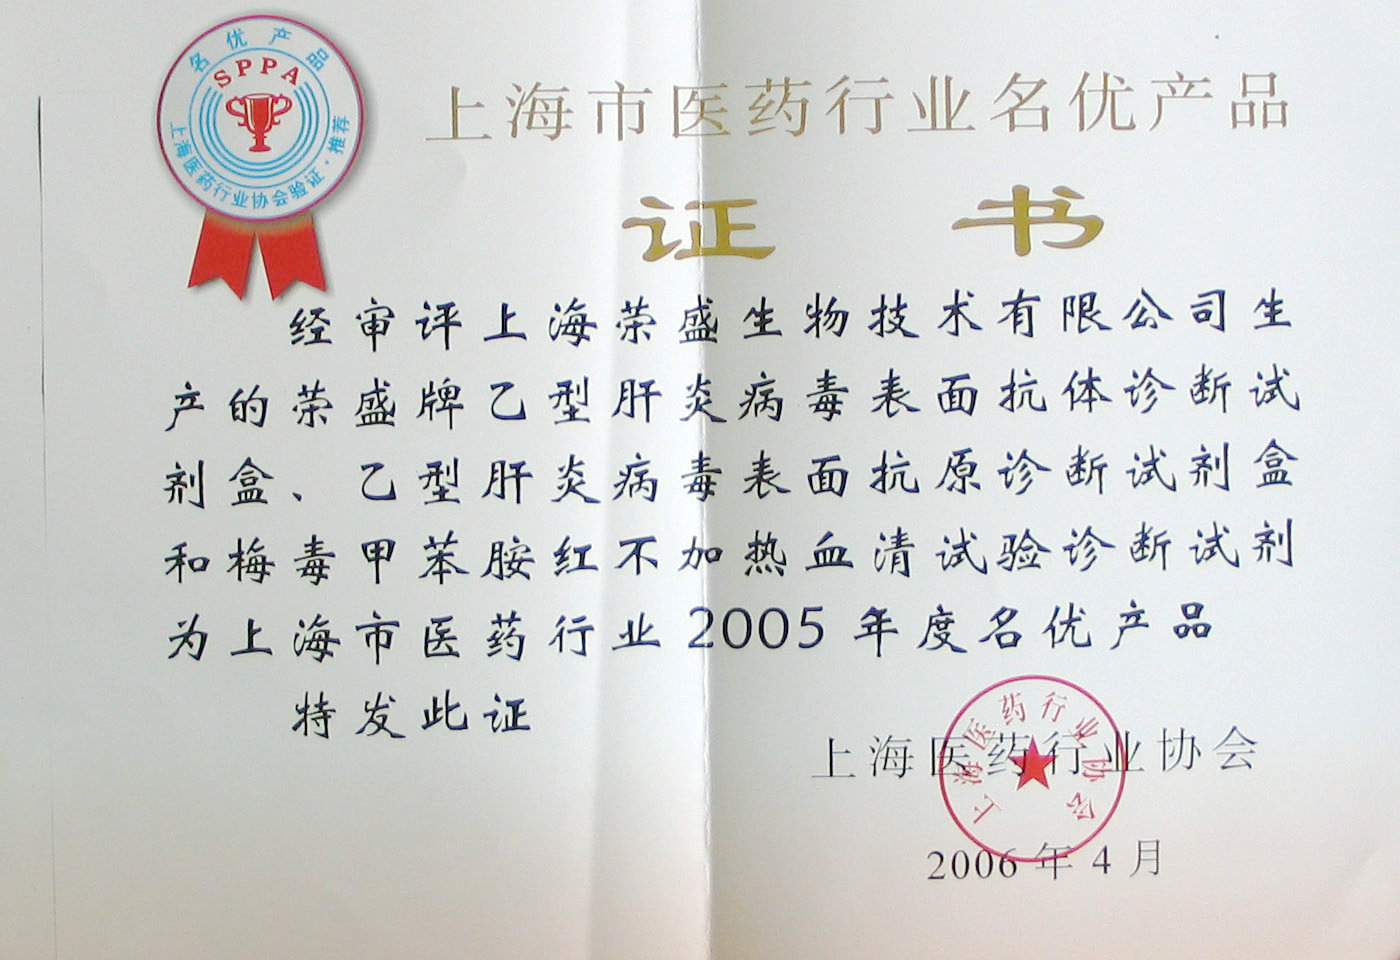 名优产品
SPPA
上海医药行业协会验证·推荐
上海市医药行业名优产品
证 书
经审评上海荣盛生物技术有限公司生
产的荣盛牌乙型肝炎病毒表面抗体诊断试
剂盒、乙型肝炎病毒表面抗原诊断试剂盒
和梅毒甲苯胺红不加热血清试验诊断试剂
为上海市医药行业2005年度名优产品
特发此证
上海医药行业协会
上海医药行业协会
2006年4月